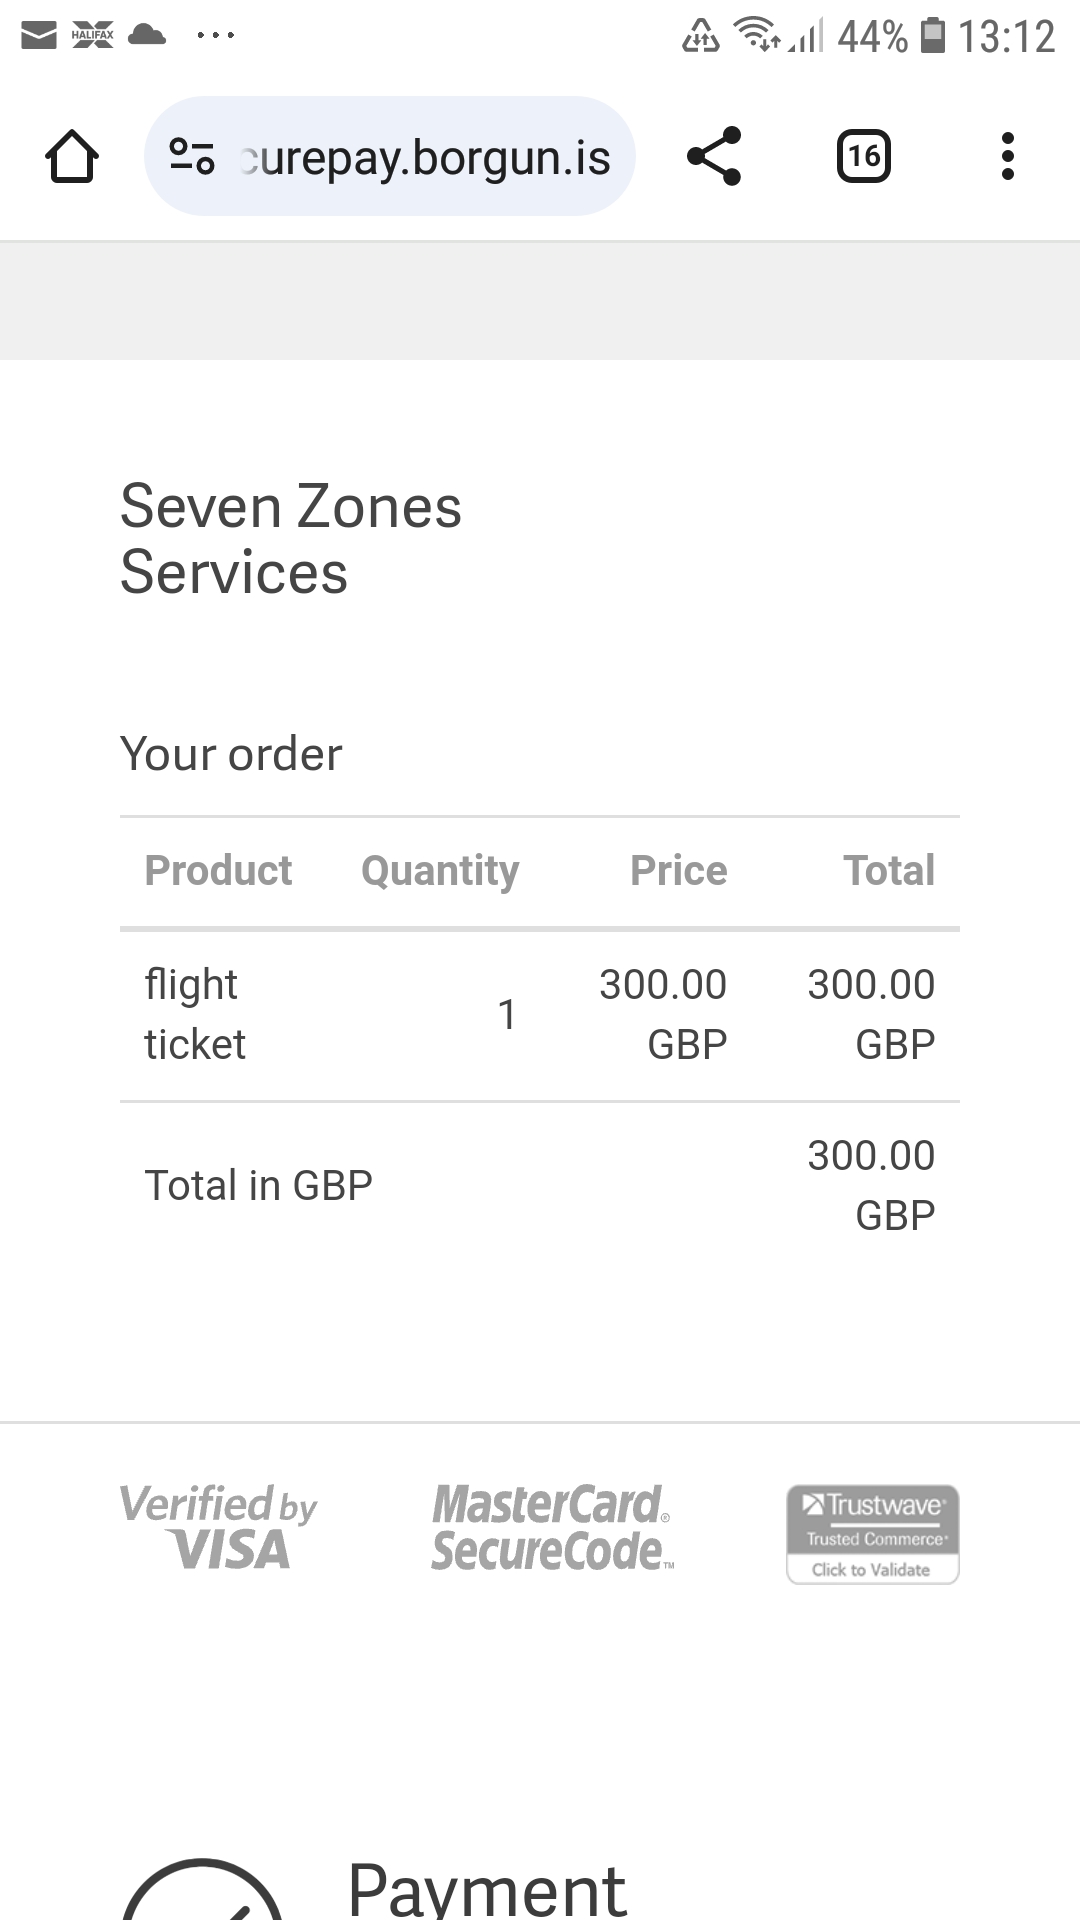 HALIFAX
44% 13:12
curepay.borgun.is
16
Seven Zones
Services
Your order
Product Quantity Price Total
flight ticket 1 300.00 GBP 300.00 GBP
Total in GBP 300.00 GBP
Verified by
VISA
MasterCard®
SecureCode™
Trustwave®
Trusted Commerce®
Click to Validate
Payment